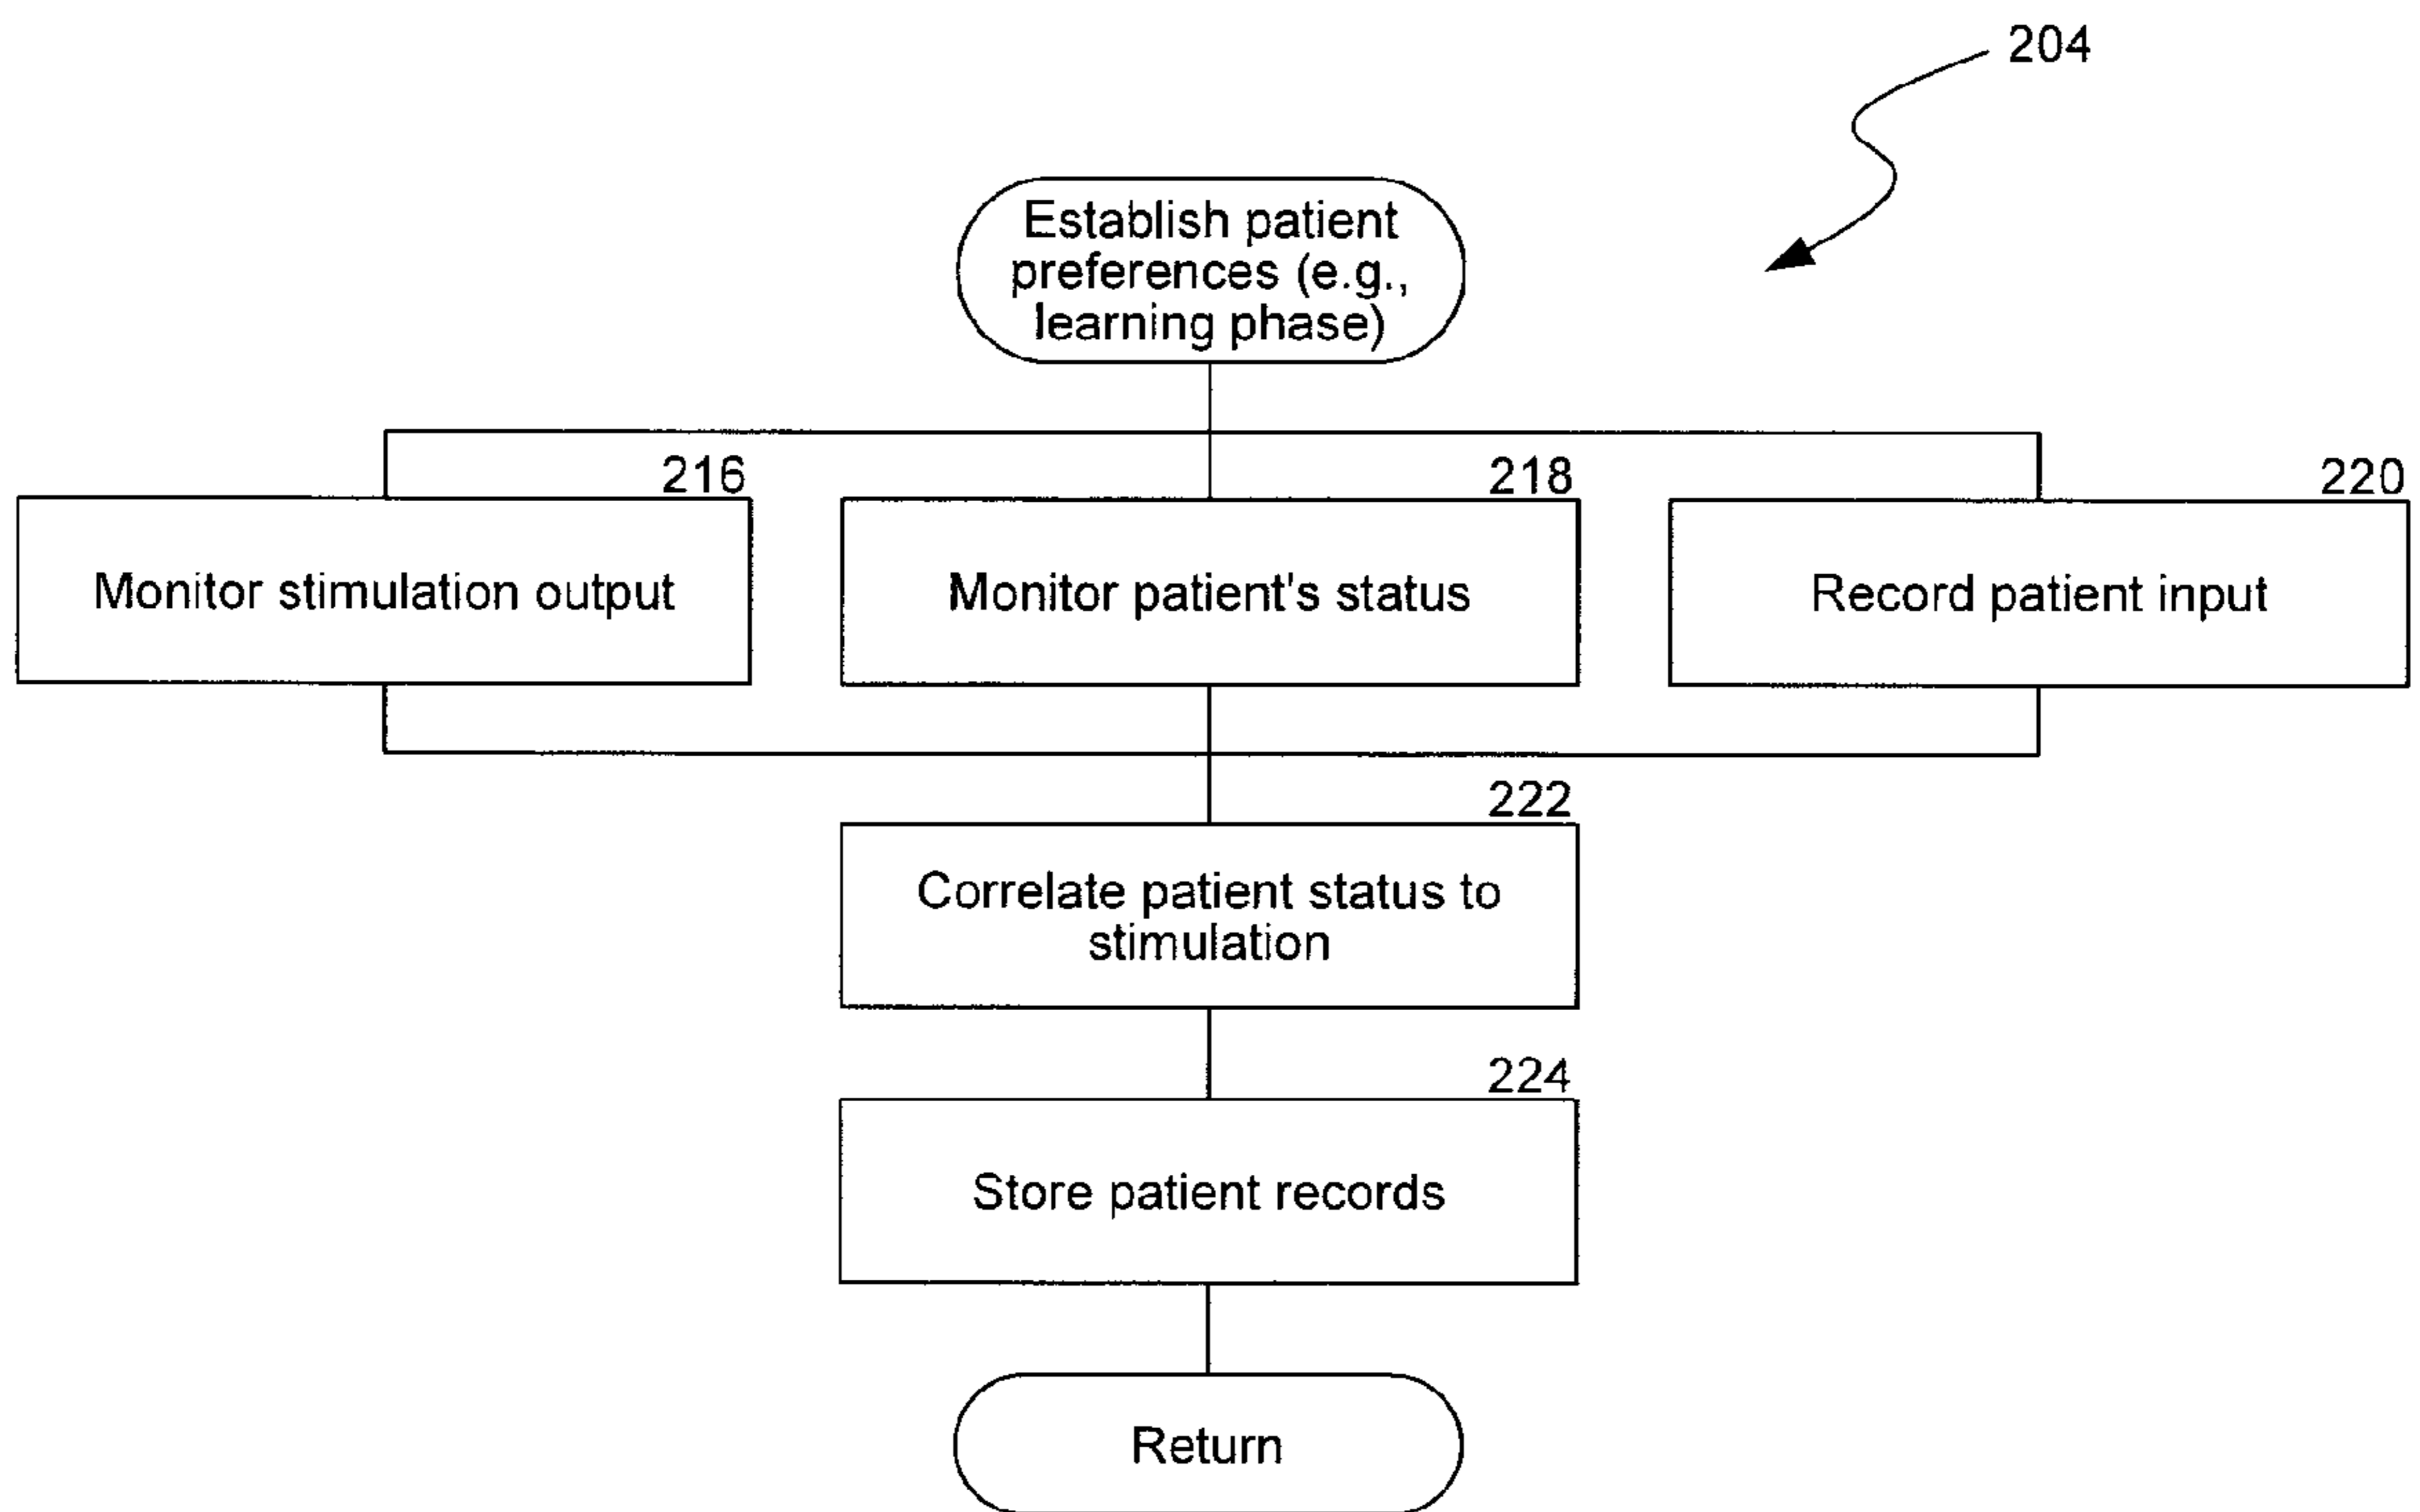 204
Establish patient
preferences (e.g.,
learning phase)
216
218
220
Monitor stimulation output
Monitor patient's status
Record patient input
222
Correlate patient status to
stimulation
224
Store patient records
Return